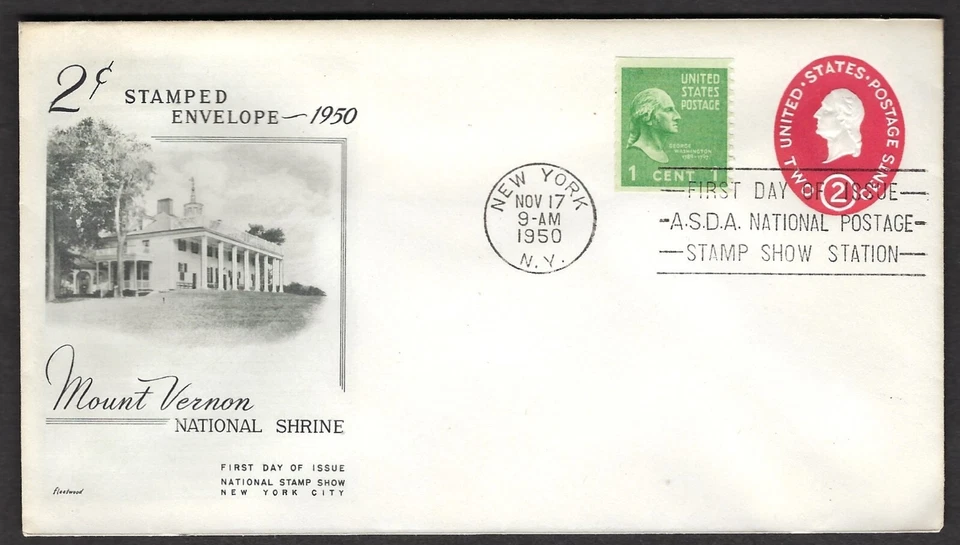 2¢ STAMPED
ENVELOPE — 1950
Mount Vernon
NATIONAL SHRINE
FIRST DAY OF ISSUE
NATIONAL STAMP SHOW
NEW YORK CITY
Fleetwood
NEW YORK
NOV 17
9-AM
1950
N.Y.
UNITED
STATES
POSTAGE
GEORGE
WASHINGTON
1 CENT 1
UNITED · STATES · POSTAGE
TWO CENTS
2
FIRST DAY OF ISSUE
A.S.D.A. NATIONAL POSTAGE
STAMP SHOW STATION